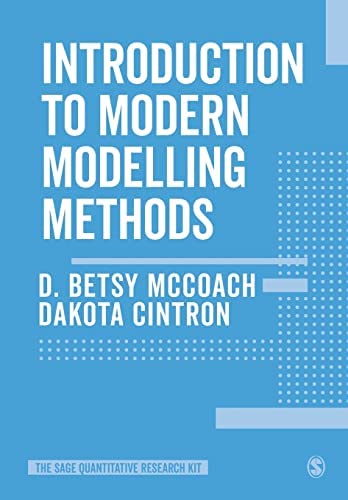 INTRODUCTION
TO MODERN
MODELLING
METHODS
D. BETSY MCCOACH
DAKOTA CINTRON
THE SAGE QUANTITATIVE RESEARCH KIT
S